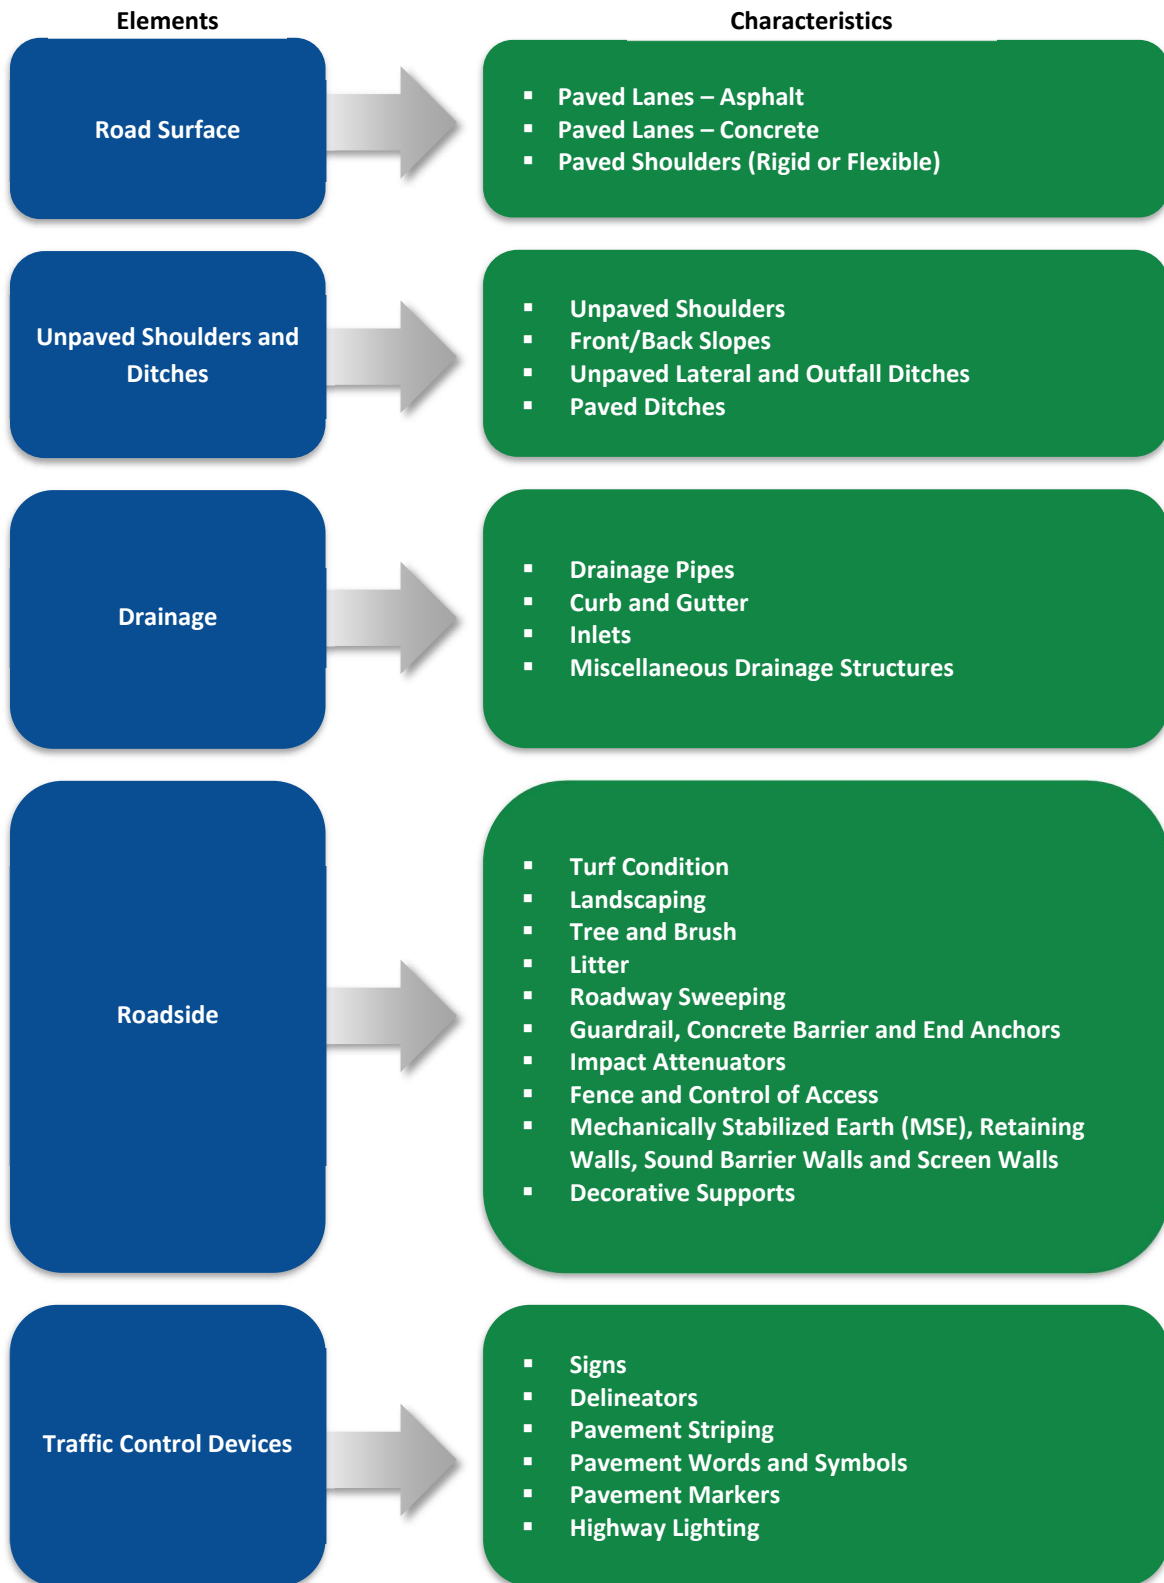 Elements
Characteristics
Road Surface
▪ Paved Lanes – Asphalt
▪ Paved Lanes – Concrete
▪ Paved Shoulders (Rigid or Flexible)
Unpaved Shoulders and
Ditches
▪ Unpaved Shoulders
▪ Front/Back Slopes
▪ Unpaved Lateral and Outfall Ditches
▪ Paved Ditches
Drainage
▪ Drainage Pipes
▪ Curb and Gutter
▪ Inlets
▪ Miscellaneous Drainage Structures
Roadside
▪ Turf Condition
▪ Landscaping
▪ Tree and Brush
▪ Litter
▪ Roadway Sweeping
▪ Guardrail, Concrete Barrier and End Anchors
▪ Impact Attenuators
▪ Fence and Control of Access
▪ Mechanically Stabilized Earth (MSE), Retaining
Walls, Sound Barrier Walls and Screen Walls
▪ Decorative Supports
Traffic Control Devices
▪ Signs
▪ Delineators
▪ Pavement Striping
▪ Pavement Words and Symbols
▪ Pavement Markers
▪ Highway Lighting